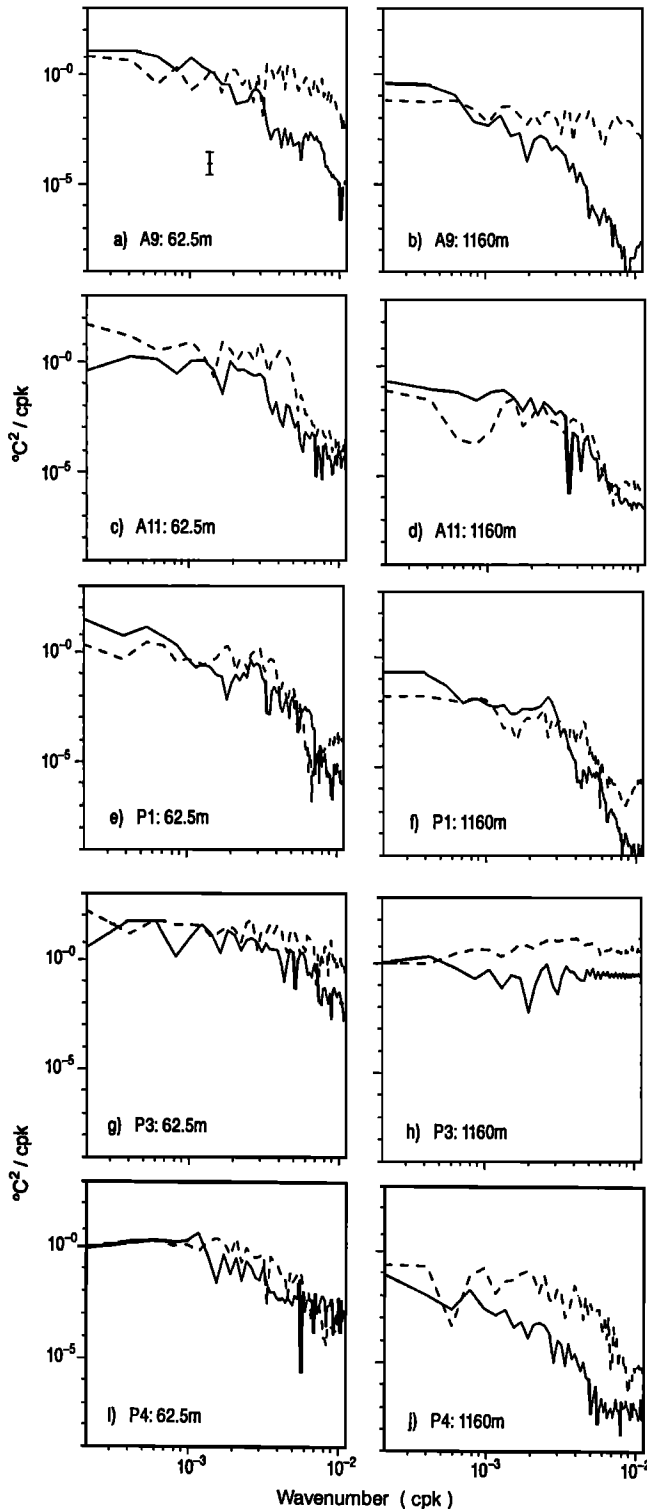 10⁻⁰
10⁻⁵
a) A9: 62.5m
b) A9: 1160m
°C² / cpk
10⁻⁰
10⁻⁵
c) A11: 62.5m
d) A11: 1160m
10⁻⁰
10⁻⁵
e) P1: 62.5m
f) P1: 1160m
10⁻⁰
10⁻⁵
g) P3: 62.5m
h) P3: 1160m
°C² / cpk
10⁻⁰
10⁻⁵
i) P4: 62.5m
j) P4: 1160m
10⁻³
10⁻²
10⁻³
10⁻²
Wavenumber ( cpk )